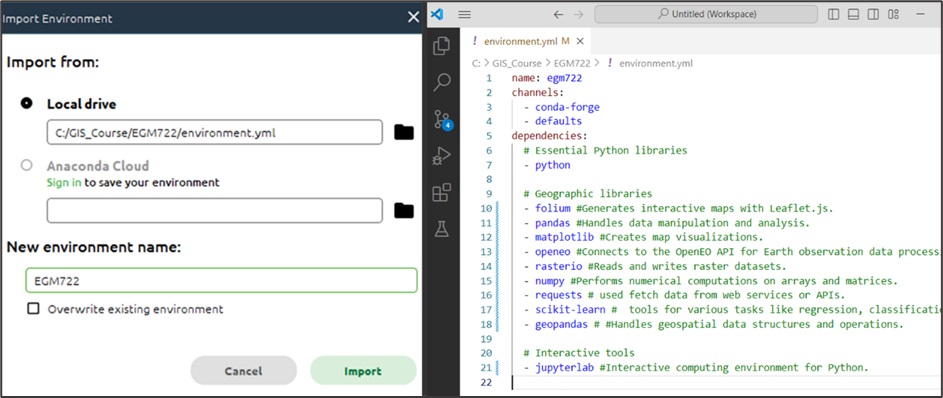 Import Environment
Import from:
Local drive
C:/GIS_Course/EGM722/environment.yml
Anaconda Cloud
Sign in to save your environment
New environment name:
EGM722
Overwrite existing environment
Cancel
Import
Untitled (Workspace)
! environment.yml M
C: > GIS_Course > EGM722 > ! environment.yml
4
1 name: egm722
2 channels:
3 - conda-forge
4 - defaults
5 dependencies:
6 # Essential Python libraries
7 - python
8
9 # Geographic libraries
10 - folium #Generates interactive maps with Leaflet.js.
11 - pandas #Handles data manipulation and analysis.
12 - matplotlib #Creates map visualizations.
13 - openeo #Connects to the OpenEO API for Earth observation data process
14 - rasterio #Reads and writes raster datasets.
15 - numpy #Performs numerical computations on arrays and matrices.
16 - requests # used fetch data from web services or APIs.
17 - scikit-learn # tools for various tasks like regression, classificatio
18 - geopandas # #Handles geospatial data structures and operations.
19
20 # Interactive tools
21 - jupyterlab #Interactive computing environment for Python.
22